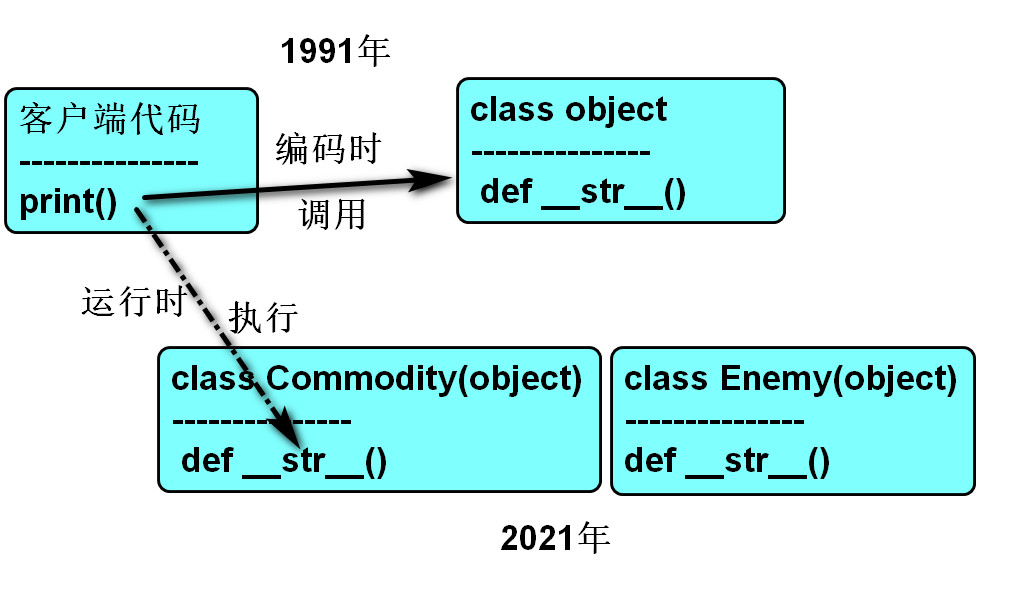 1991年
客户端代码
---------------
print()
编码时
调用
class object
---------------
def __str__()
运行时
执行
class Commodity(object)
---------------
def __str__()
class Enemy(object)
---------------
def __str__()
2021年